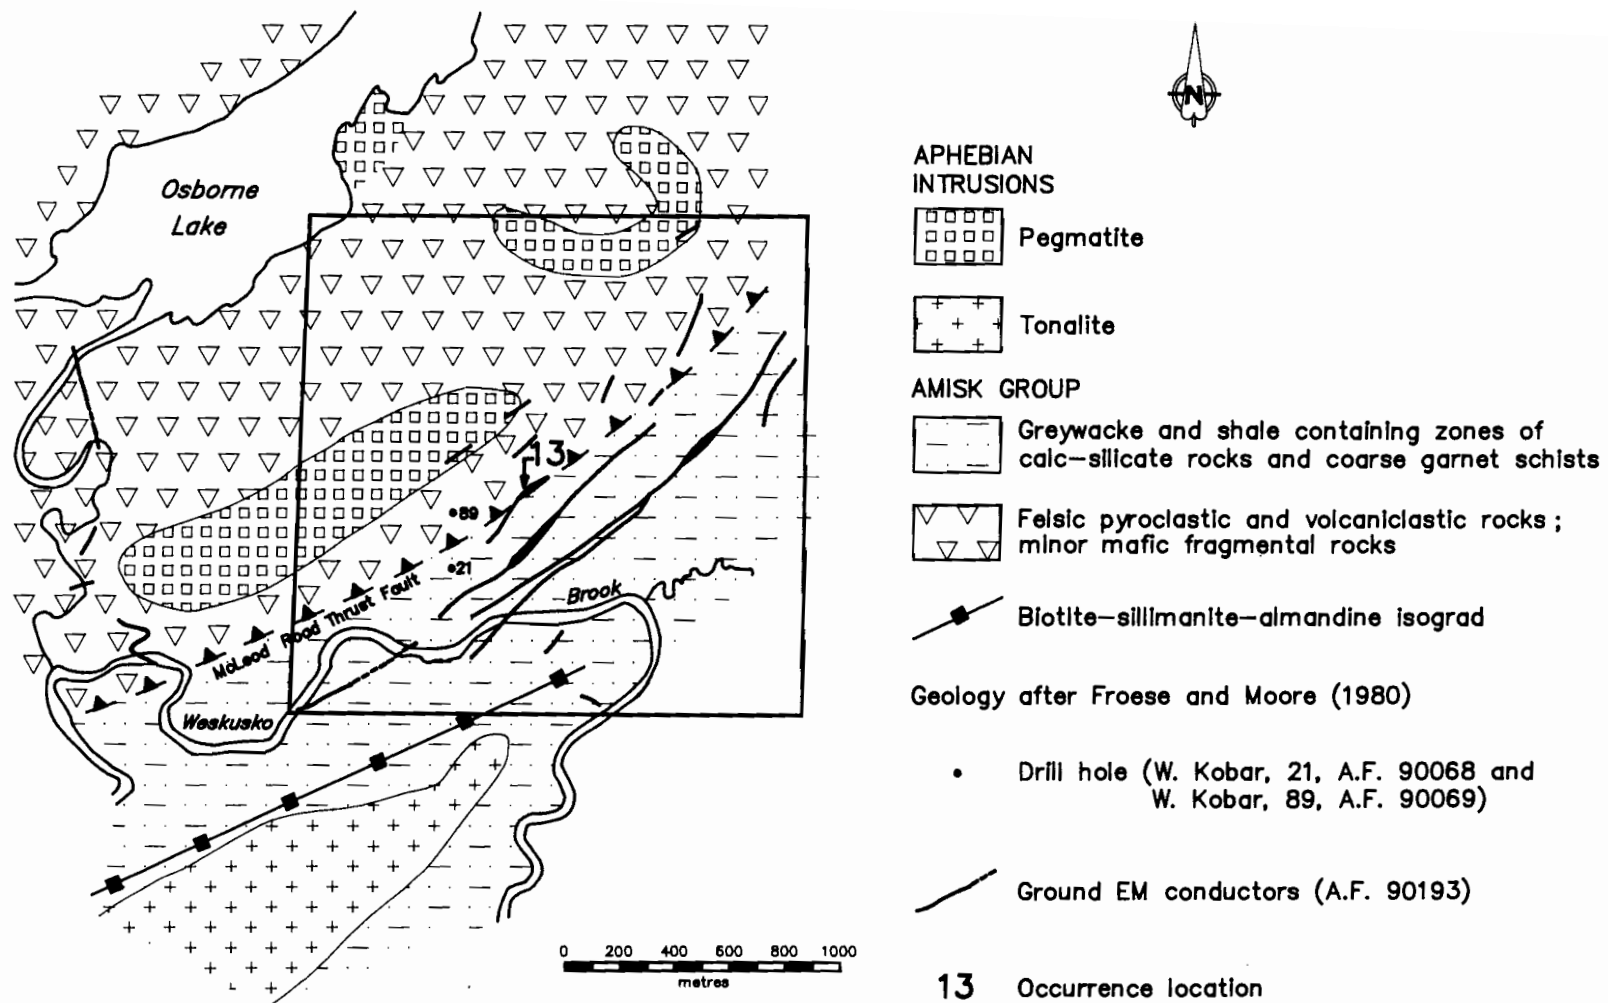 Osborne
Lake
13
89
21
McLeod Road Thrust Fault
Brook
Weskusko
0 200 400 600 800 1000
metres
N
APHEBIAN
INTRUSIONS
Pegmatite
Tonalite
AMISK GROUP
Greywacke and shale containing zones of
calc-silicate rocks and coarse garnet schists
Felsic pyroclastic and volcaniclastic rocks;
minor mafic fragmental rocks
Biotite-sillimanite-almandine isograd
Geology after Froese and Moore (1980)
Drill hole (W. Kobar, 21, A.F. 90068 and
W. Kobar, 89, A.F. 90069)
Ground EM conductors (A.F. 90193)
13 Occurrence location